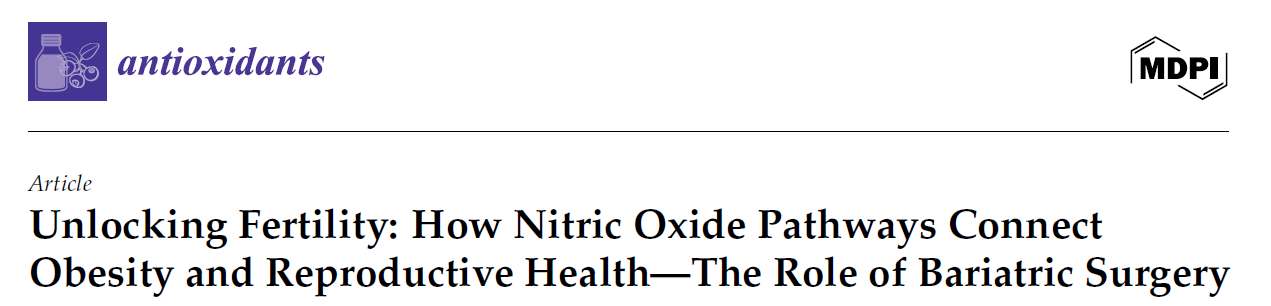 antioxidants
MDPI
Article
Unlocking Fertility: How Nitric Oxide Pathways Connect
Obesity and Reproductive Health—The Role of Bariatric Surgery